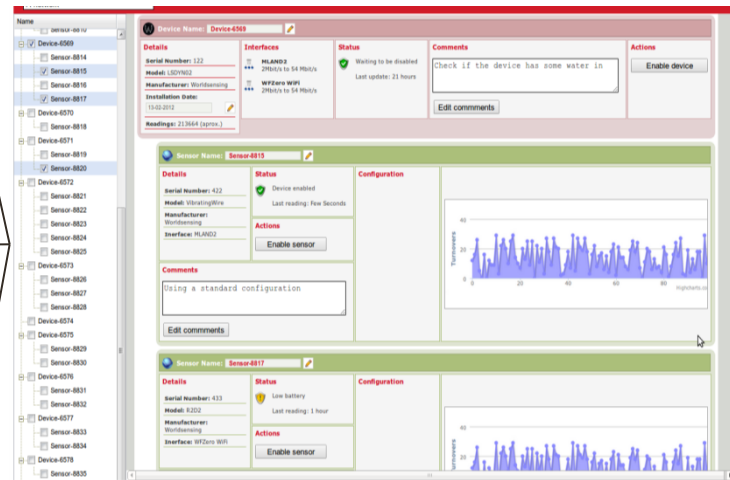 Name
Sensor-8810
Device-6569
Sensor-8814
Sensor-8815
Sensor-8816
Sensor-8817
Device-6570
Sensor-8818
Device-6571
Sensor-8819
Sensor-8820
Device-6572
Sensor-8821
Sensor-8822
Sensor-8823
Sensor-8824
Sensor-8825
Device-6573
Sensor-8826
Sensor-8827
Sensor-8828
Device-6574
Device-6575
Sensor-8829
Sensor-8830
Device-6576
Sensor-8831
Sensor-8832
Device-6577
Sensor-8833
Sensor-8834
Device-6578
Sensor-8835
Device Name: Device-6569
Details
Serial Number: 122
Model: LSDYN02
Manufacturer: Worldsensing
Installation Date:
13-02-2012
Readings: 213664 (aprox.)
Interfaces
MLAND2
2Mbit/s to 54 Mbit/s
WFZero WiFi
2Mbit/s to 54 Mbit/s
Status
Waiting to be disabled
Last update: 21 hours
Comments
Check if the device has some water in
Edit commments
Actions
Enable device
Sensor Name: Sensor-8815
Details
Serial Number: 422
Model: VibratingWire
Manufacturer:
Worldsensing
Inerface: MLAND2
Status
Device enabled
Last reading: Few Seconds
Actions
Enable sensor
Configuration
Comments
Using a standard configuration
Edit commments
Turnovers
40
20
0
0 20 40 60 80
Highcharts.co
Sensor Name: Sensor-8817
Details
Serial Number: 433
Model: R2D2
Manufacturer:
Worldsensing
Inerface: WFZero WiFi
Status
Low battery
Last reading: 1 hour
Actions
Enable sensor
Configuration
40
20